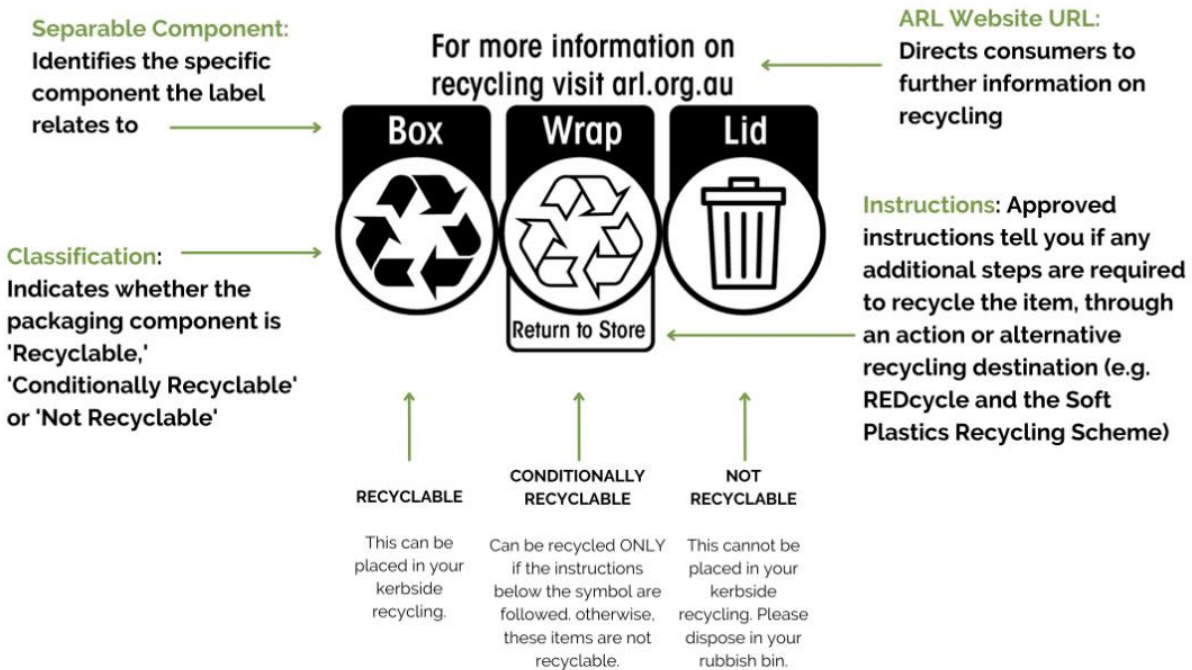 Separable Component:
Identifies the specific
component the label
relates to
For more information on
recycling visit arl.org.au
ARL Website URL:
Directs consumers to
further information on
recycling
Box
Wrap
Lid
Classification:
Indicates whether the
packaging component is
'Recyclable,'
'Conditionally Recyclable'
or 'Not Recyclable'
Return to Store
Instructions: Approved
instructions tell you if any
additional steps are required
to recycle the item, through
an action or alternative
recycling destination (e.g.
REDcycle and the Soft
Plastics Recycling Scheme)
RECYCLABLE
This can be
placed in your
kerbside
recycling.
CONDITIONALLY
RECYCLABLE
Can be recycled ONLY
if the instructions
below the symbol are
followed. otherwise,
these items are not
recyclable.
NOT
RECYCLABLE
This cannot be
placed in your
kerbside
recycling. Please
dispose in your
rubbish bin.